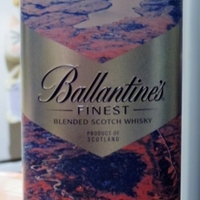 Ballantine's
FINEST
BLENDED SCOTCH WHISKY
PRODUCT OF
SCOTLAND